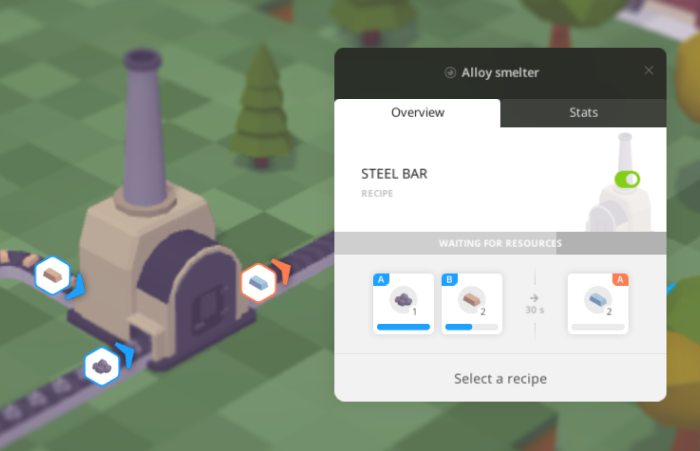 Alloy smelter
Overview
Stats
STEEL BAR
RECIPE
WAITING FOR RESOURCES
A
B
A
1
2
30 s
2
Select a recipe